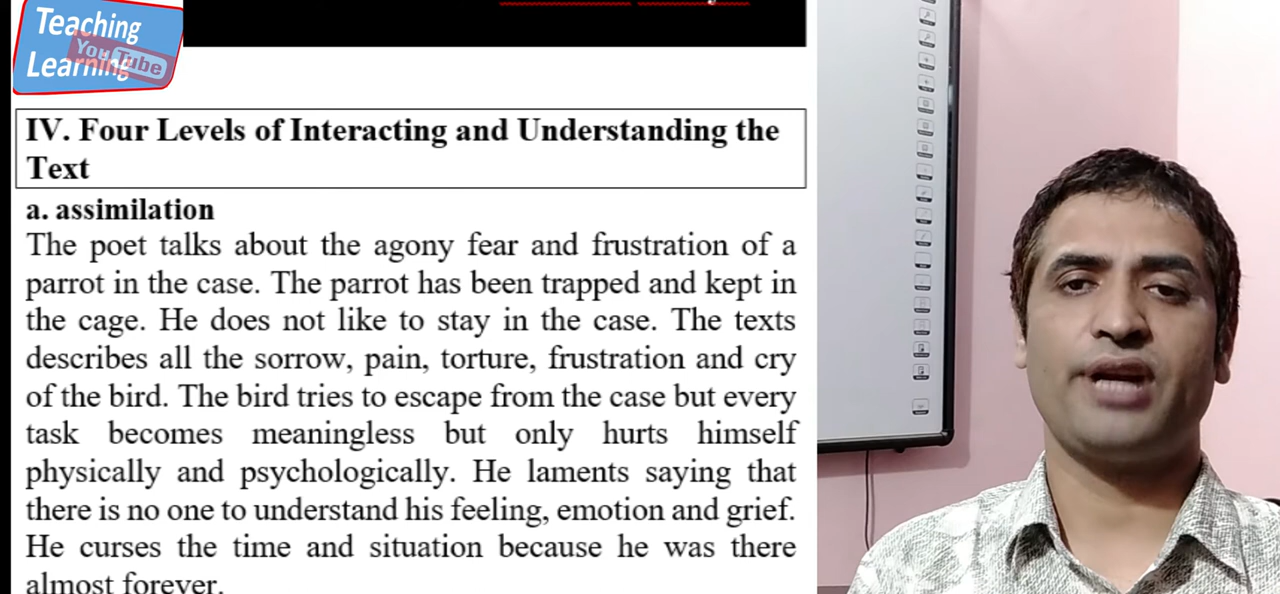 Teaching
You Tube
Learning
IV. Four Levels of Interacting and Understanding the
Text
a. assimilation
The poet talks about the agony fear and frustration of a
parrot in the case. The parrot has been trapped and kept in
the cage. He does not like to stay in the case. The texts
describes all the sorrow, pain, torture, frustration and cry
of the bird. The bird tries to escape from the case but every
task becomes meaningless but only hurts himself
physically and psychologically. He laments saying that
there is no one to understand his feeling, emotion and grief.
He curses the time and situation because he was there
almost forever.